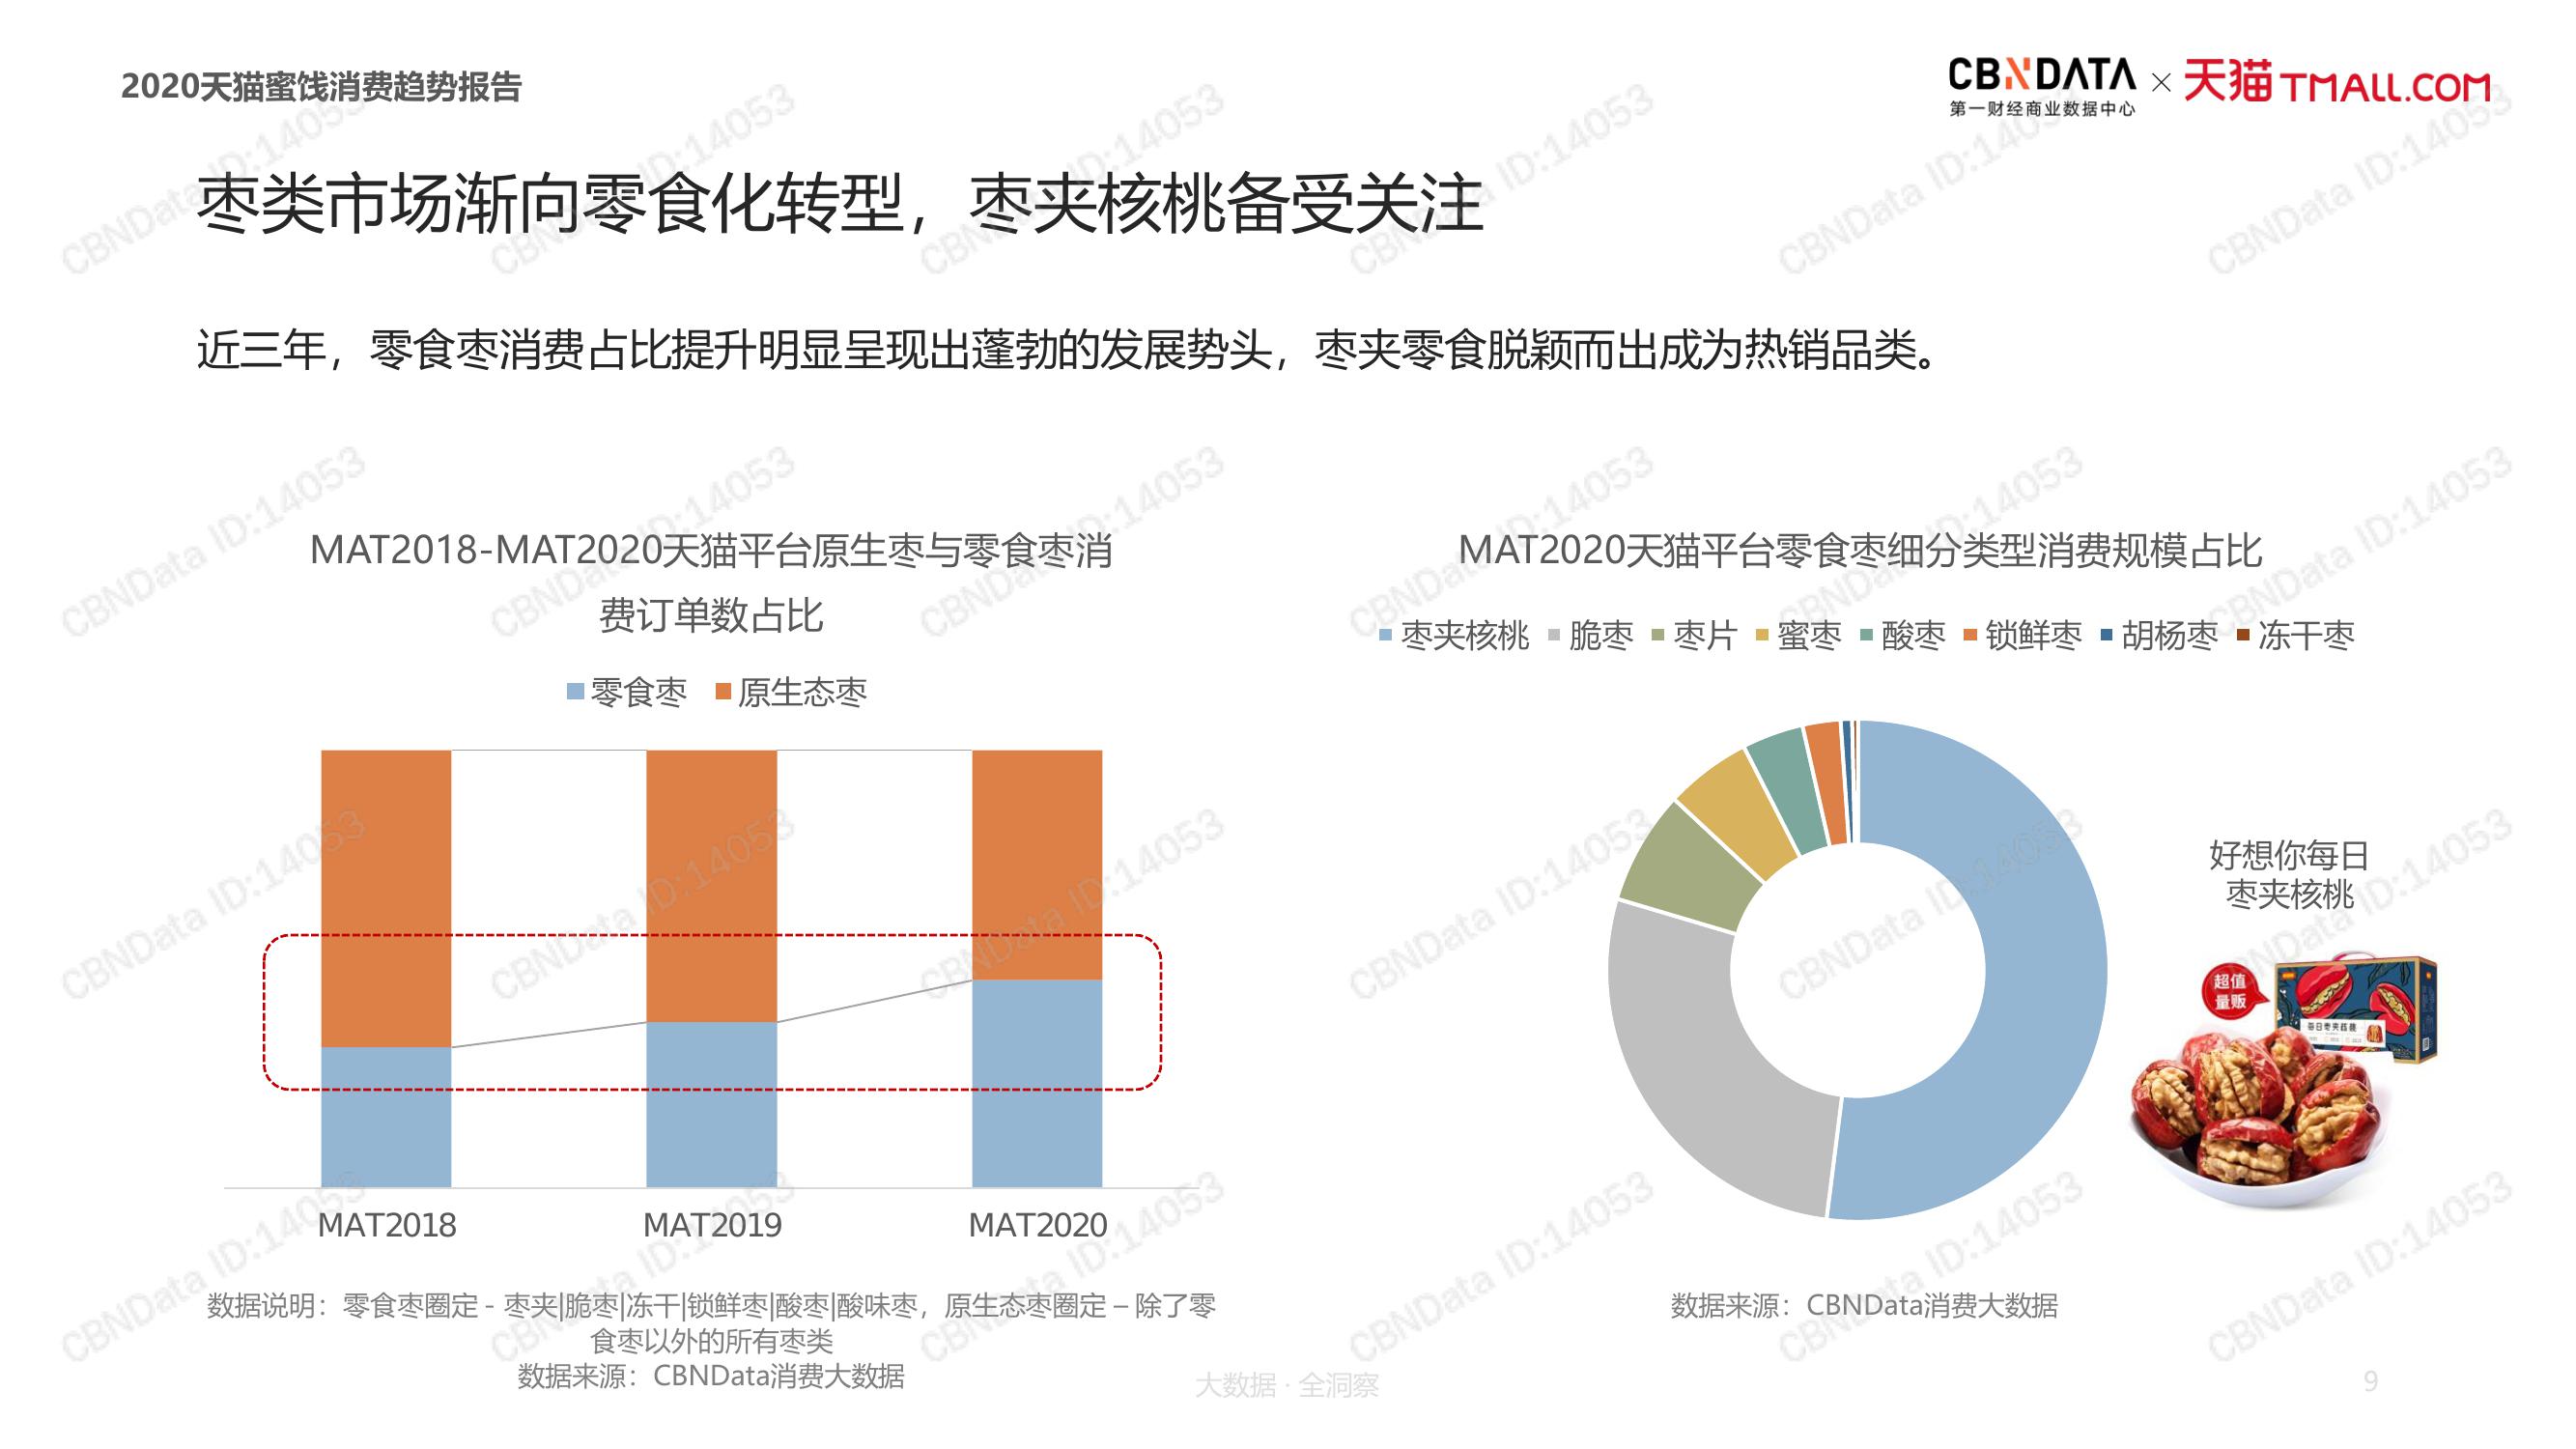 2020天猫蜜饯消费趋势报告
CBNDATA × 天猫 TMALL.COM
第一财经商业数据中心
枣类市场渐向零食化转型，枣夹核桃备受关注
近三年，零食枣消费占比提升明显呈现出蓬勃的发展势头，枣夹零食脱颖而出成为热销品类。
MAT2018-MAT2020天猫平台原生枣与零食枣消
费订单数占比
零食枣 原生态枣
MAT2018 MAT2019 MAT2020
数据说明：零食枣圈定 - 枣夹|脆枣|冻干|锁鲜枣|酸枣|酸味枣，原生态枣圈定 – 除了零
食枣以外的所有枣类
数据来源：CBNData消费大数据
MAT2020天猫平台零食枣细分类型消费规模占比
枣夹核桃 脆枣 枣片 蜜枣 酸枣 锁鲜枣 胡杨枣 冻干枣
好想你每日
枣夹核桃
超值
量贩
每日枣夹核桃
数据来源：CBNData消费大数据
大数据 · 全洞察
9
CBNData ID:14053